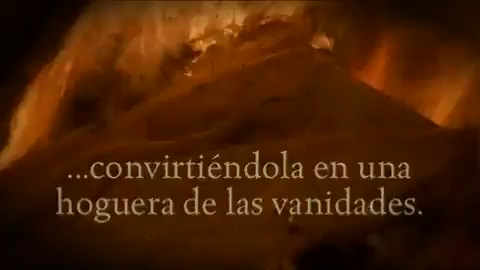 ...convirtiéndola en una
hoguera de las vanidades.